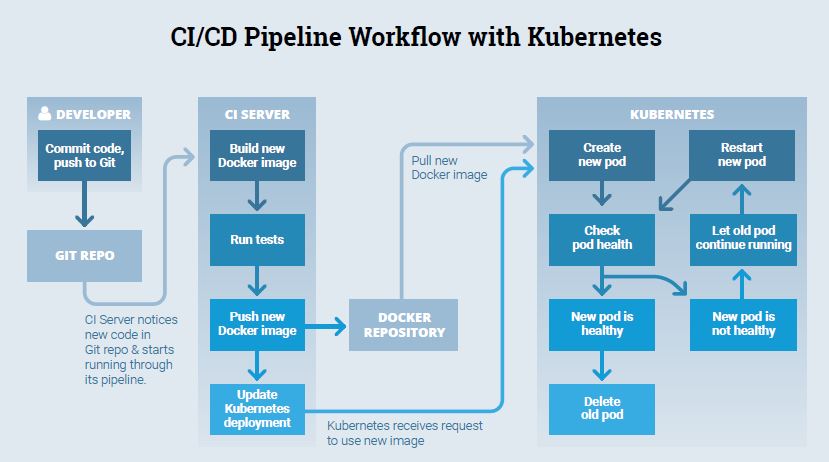 CI/CD Pipeline Workflow with Kubernetes
DEVELOPER
Commit code,
push to Git
GIT REPO
CI Server notices
new code in
Git repo & starts
running through
its pipeline.
CI SERVER
Build new
Docker image
Run tests
Push new
Docker image
Update
Kubernetes
deployment
DOCKER
REPOSITORY
Pull new
Docker image
Kubernetes receives request
to use new image
KUBERNETES
Create
new pod
Restart
new pod
Check
pod health
Let old pod
continue running
New pod is
healthy
New pod is
not healthy
Delete
old pod